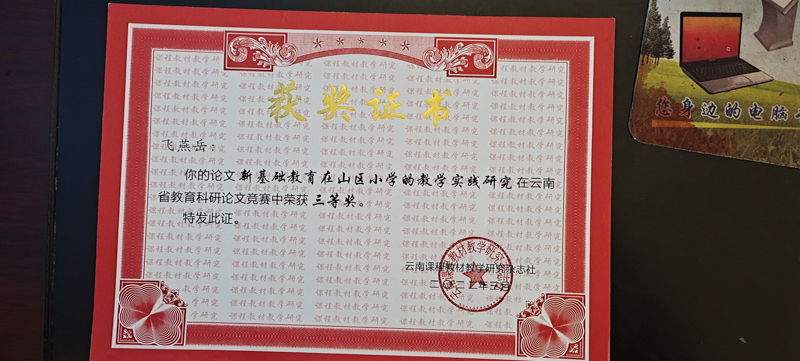 获奖证书
飞燕岳：
你的论文新基础教育在山区小学的教学实践研究在云南
省教育科研论文竞赛中荣获三等奖。
特发此证。
云南课程教材教学研究杂志社
您身边的电脑